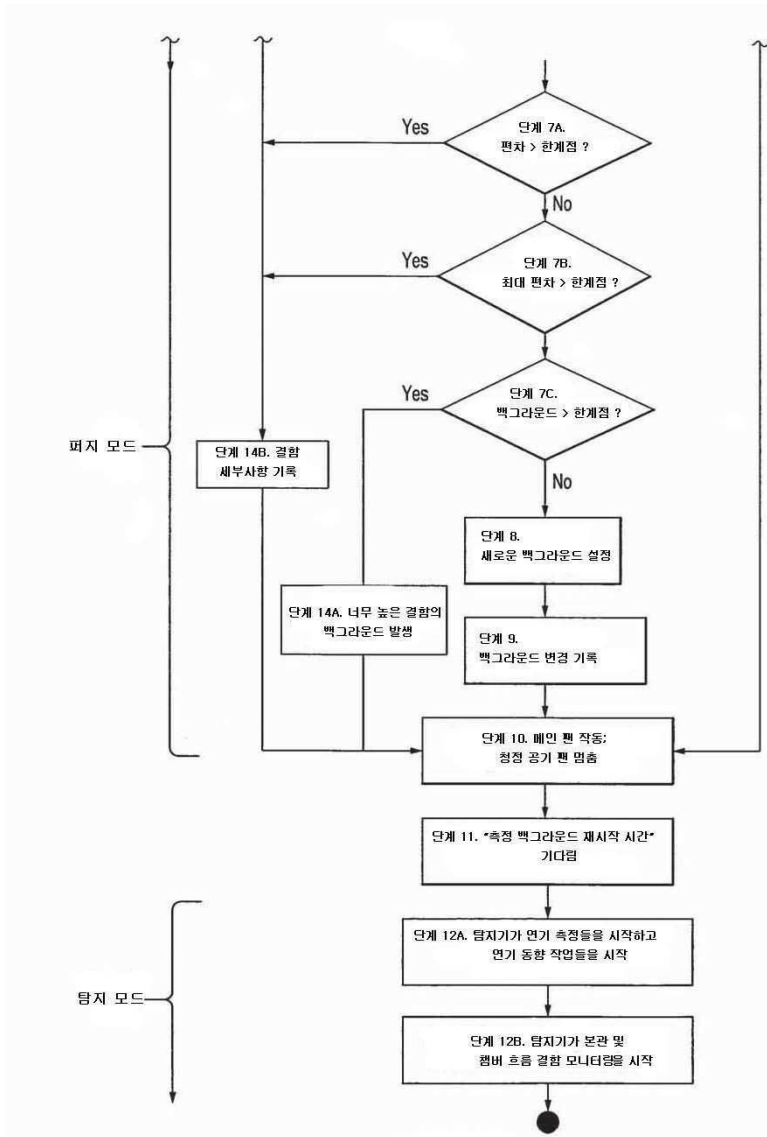 Yes
단계 7A.
편차 > 한계점 ?
No
Yes
단계 7B.
최대 편차 > 한계점 ?
Yes
단계 7C.
백그라운드 > 한계점 ?
퍼지 모드
단계 14B. 결함
세부사항 기록
No
단계 8.
새로운 백그라운드 설정
단계 14A. 너무 높은 결함의
백그라운드 발생
단계 9.
백그라운드 변경 기록
단계 10. 메인 팬 작동;
청정 공기 팬 멈춤
단계 11. "측정 백그라운드 재시작 시간"
기다림
단계 12A. 탐지기가 연기 측정들을 시작하고
연기 동향 작업들을 시작
탐지 모드
단계 12B. 탐지기가 본관 및
챔버 흐름 결함 모니터링을 시작